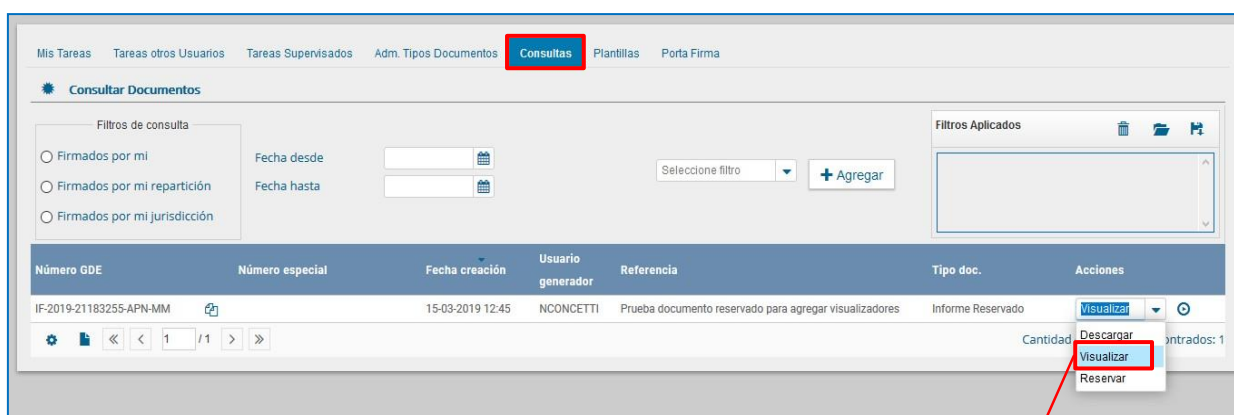 Mis Tareas Tareas otros Usuarios Tareas Supervisados Adm. Tipos Documentos Consultas Plantillas Porta Firma
Consultar Documentos
Filtros de consulta
Firmados por mi
Firmados por mi repartición
Firmados por mi jurisdicción
Fecha desde
Fecha hasta
Seleccione filtro
+ Agregar
Filtros Aplicados
Número GDE Número especial Fecha creación Usuario generador Referencia Tipo doc. Acciones
IF-2019-21183255-APN-MM 15-03-2019 12:45 NCONCETTI Prueba documento reservado para agregar visualizadores Informe Reservado Visualizar
1 / 1
Cantidad ontrados: 1
Descargar
Visualizar
Reservar